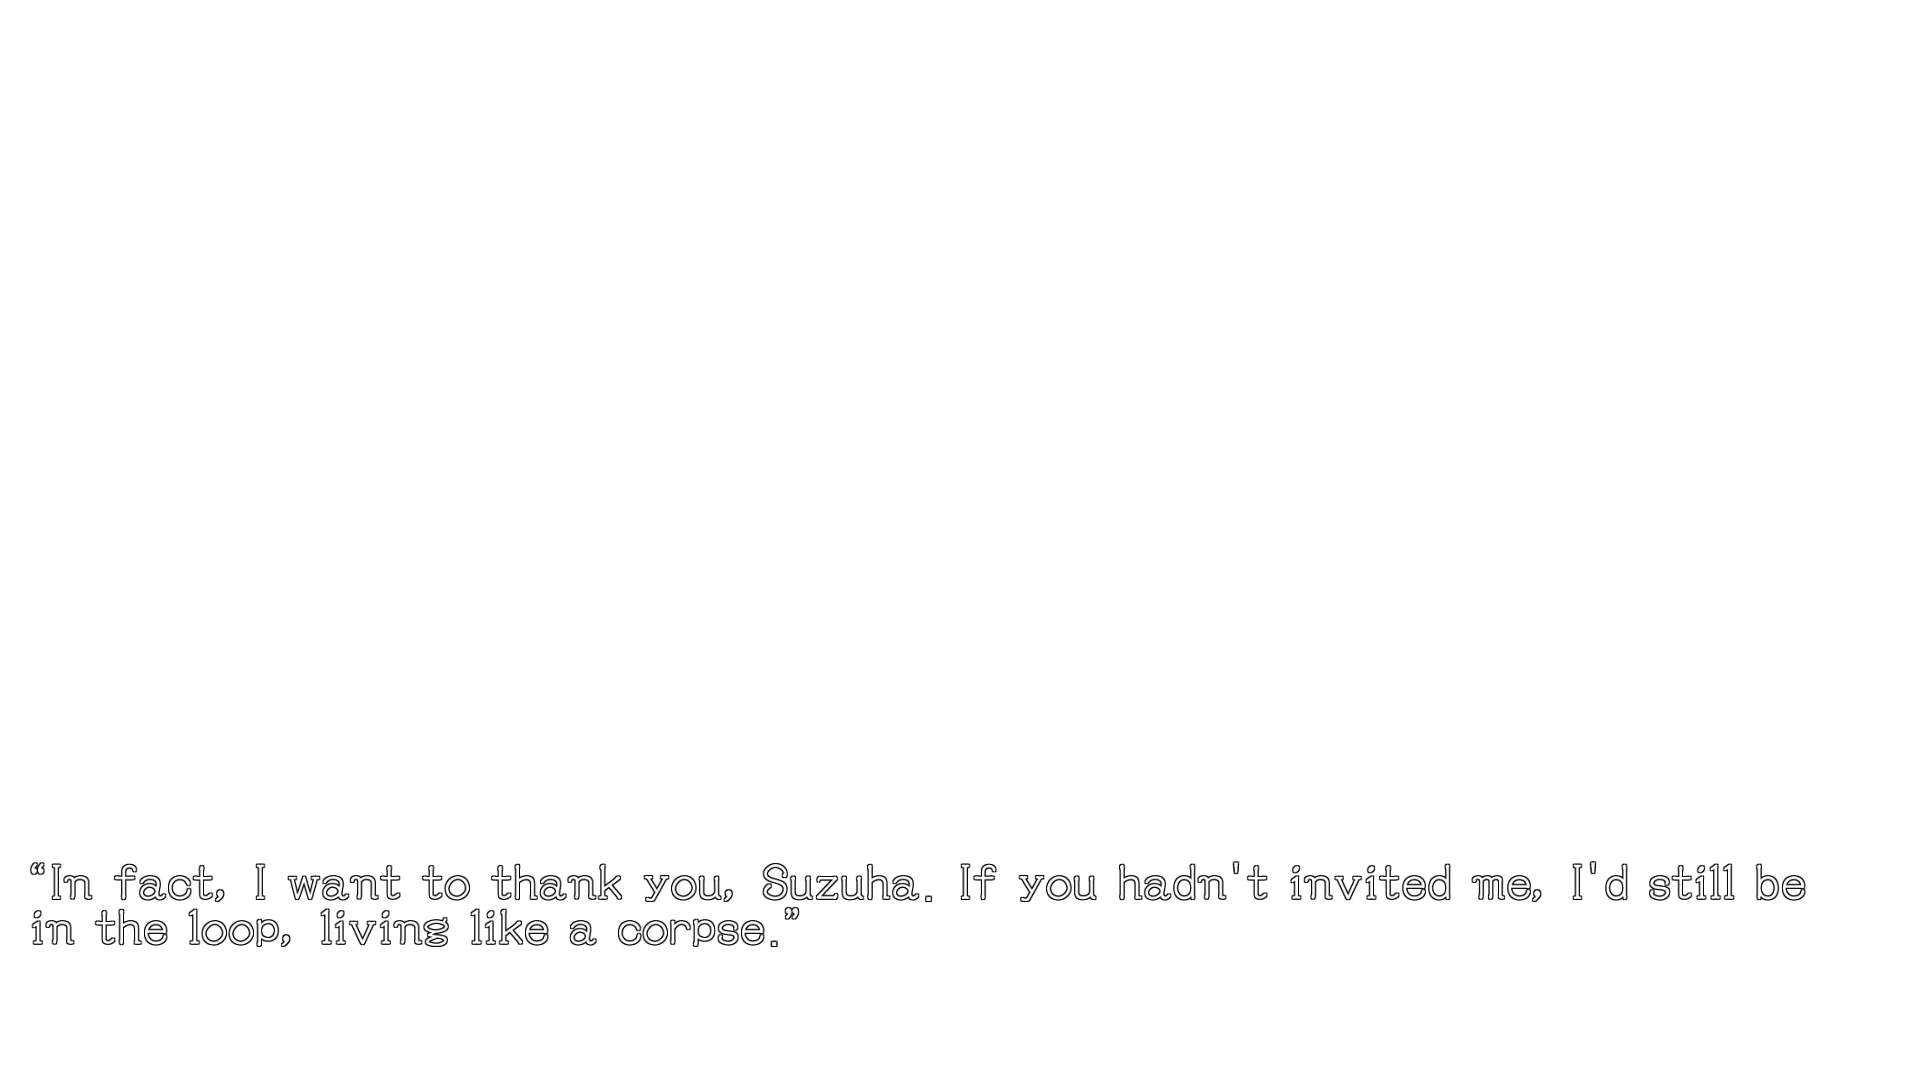 “In fact, I want to thank you, Suzuha. If you hadn't invited me, I'd still be
in the loop, living like a corpse.”